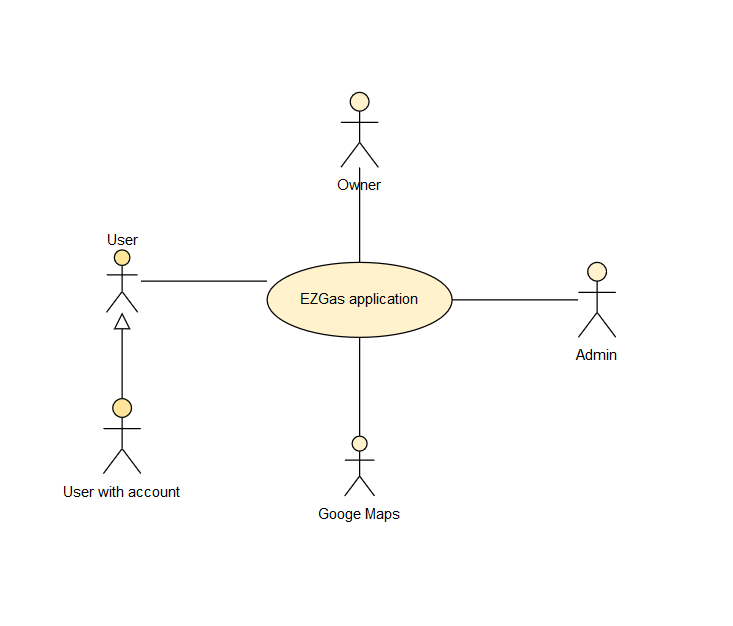 Owner
User
EZGas application
Admin
User with account
Googe Maps